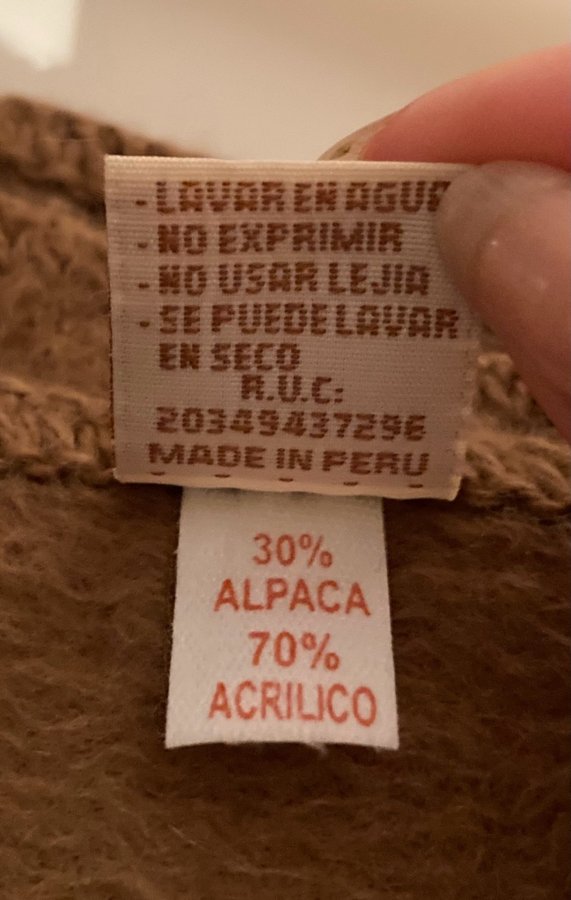 - LAVAR EN AGUA
- NO EXPRIMIR
- NO USAR LEJIA
- SE PUEDE LAVAR
EN SECO
R.U.C:
20349437296
MADE IN PERU
30%
ALPACA
70%
ACRILICO